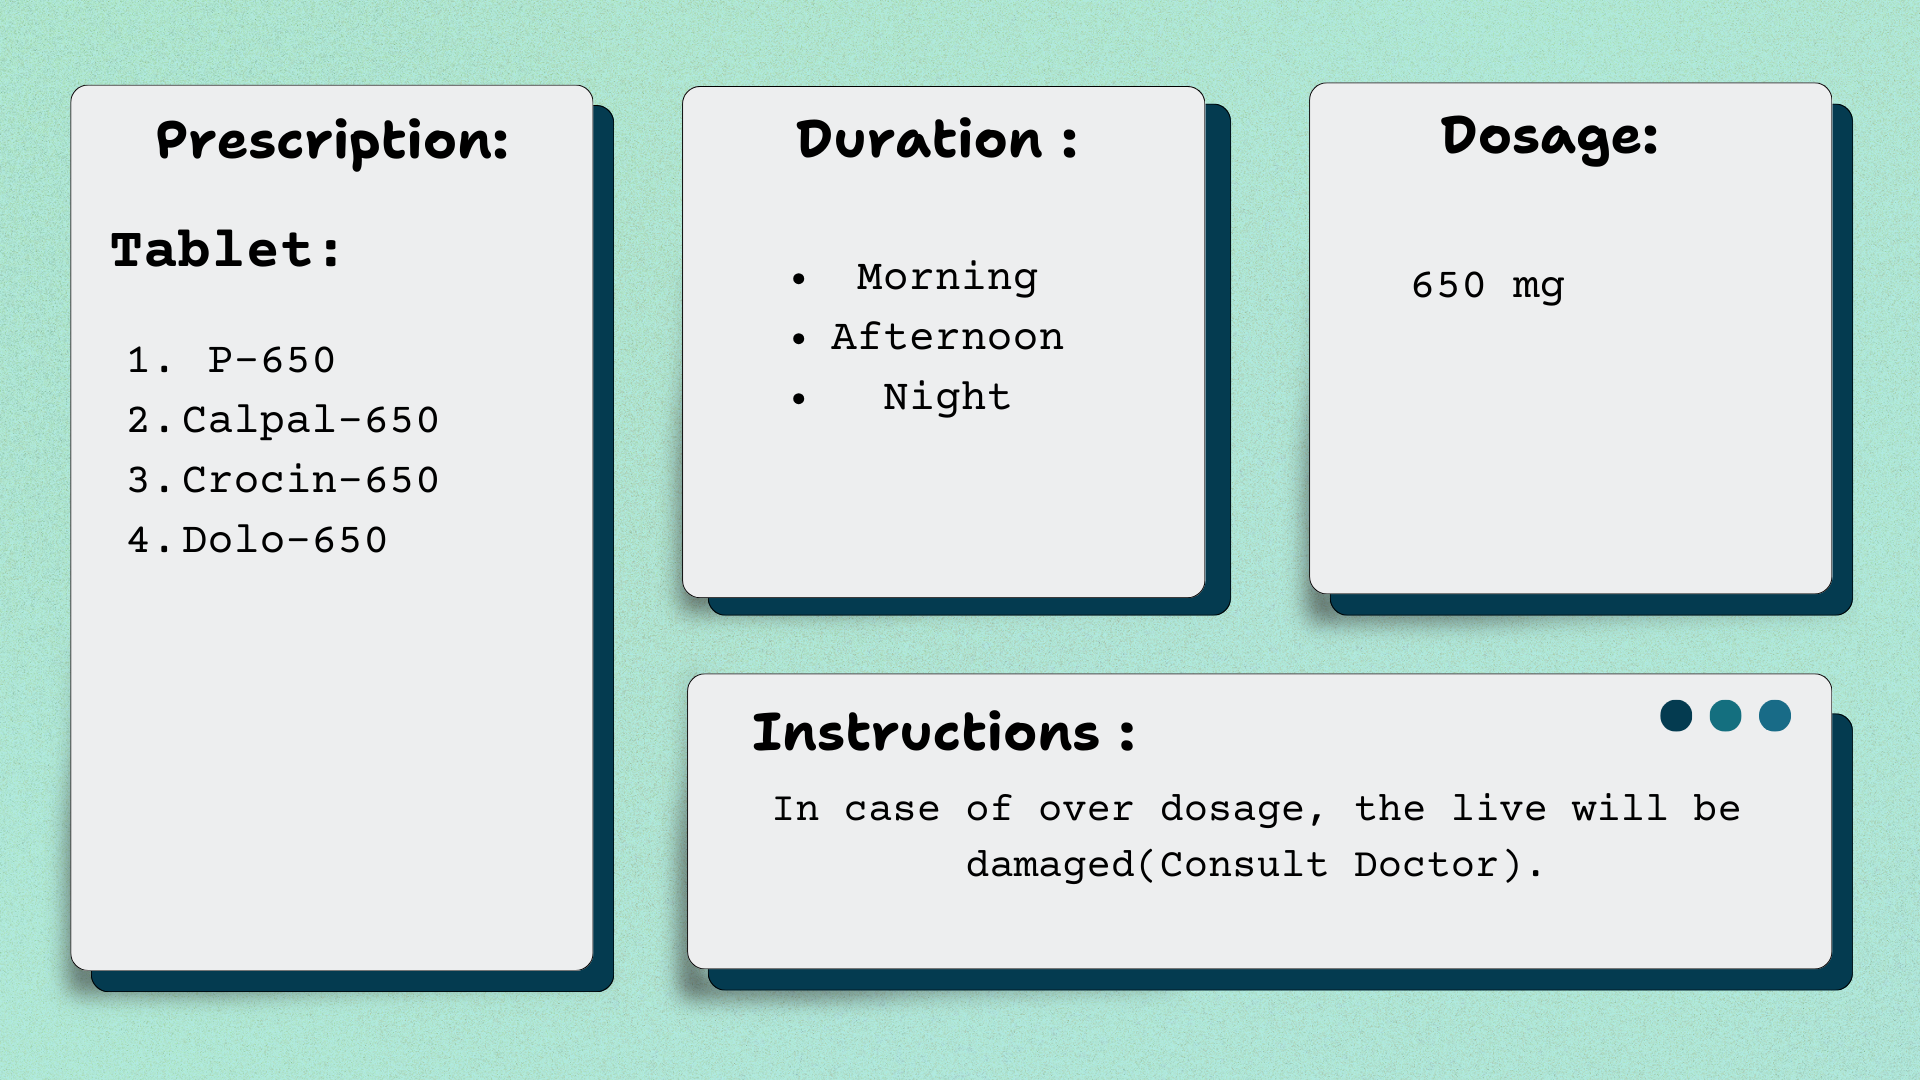 Prescription:
Tablet:
1. P-650
2.Calpal-650
3.Crocin-650
4.Dolo-650
Duration :
• Morning
• Afternoon
• Night
Dosage:
650 mg
Instructions :
In case of over dosage, the live will be
damaged(Consult Doctor).